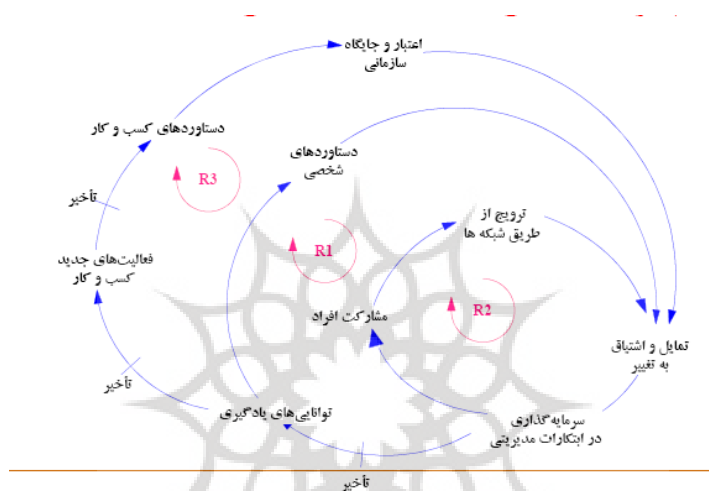 اعتبار و جایگاه
سازمانی
دستاوردهای کسب و کار
دستاوردهای
شخصی
R3
تأخیر
ترویج از
طریق شبکه ها
R1
فعالیت‌های جدید
کسب و کار
مشارکت افراد
R2
تمایل و اشتیاق
به تغییر
تأخیر
توانایی‌های یادگیری
سرمایه‌گذاری
در ابتکارات مدیریتی
تأخیر